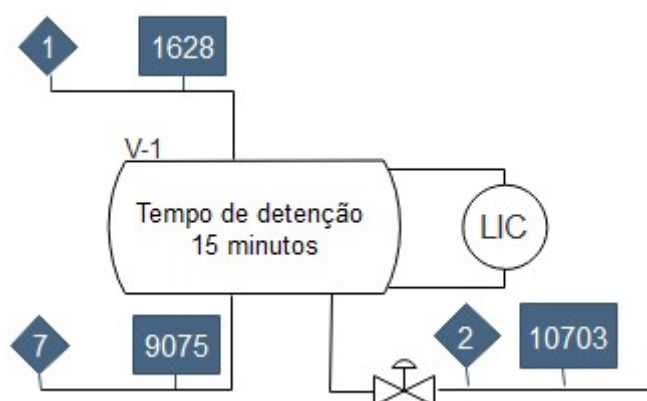 1
1628
V-1
Tempo de detenção
15 minutos
LIC
7
9075
2
10703